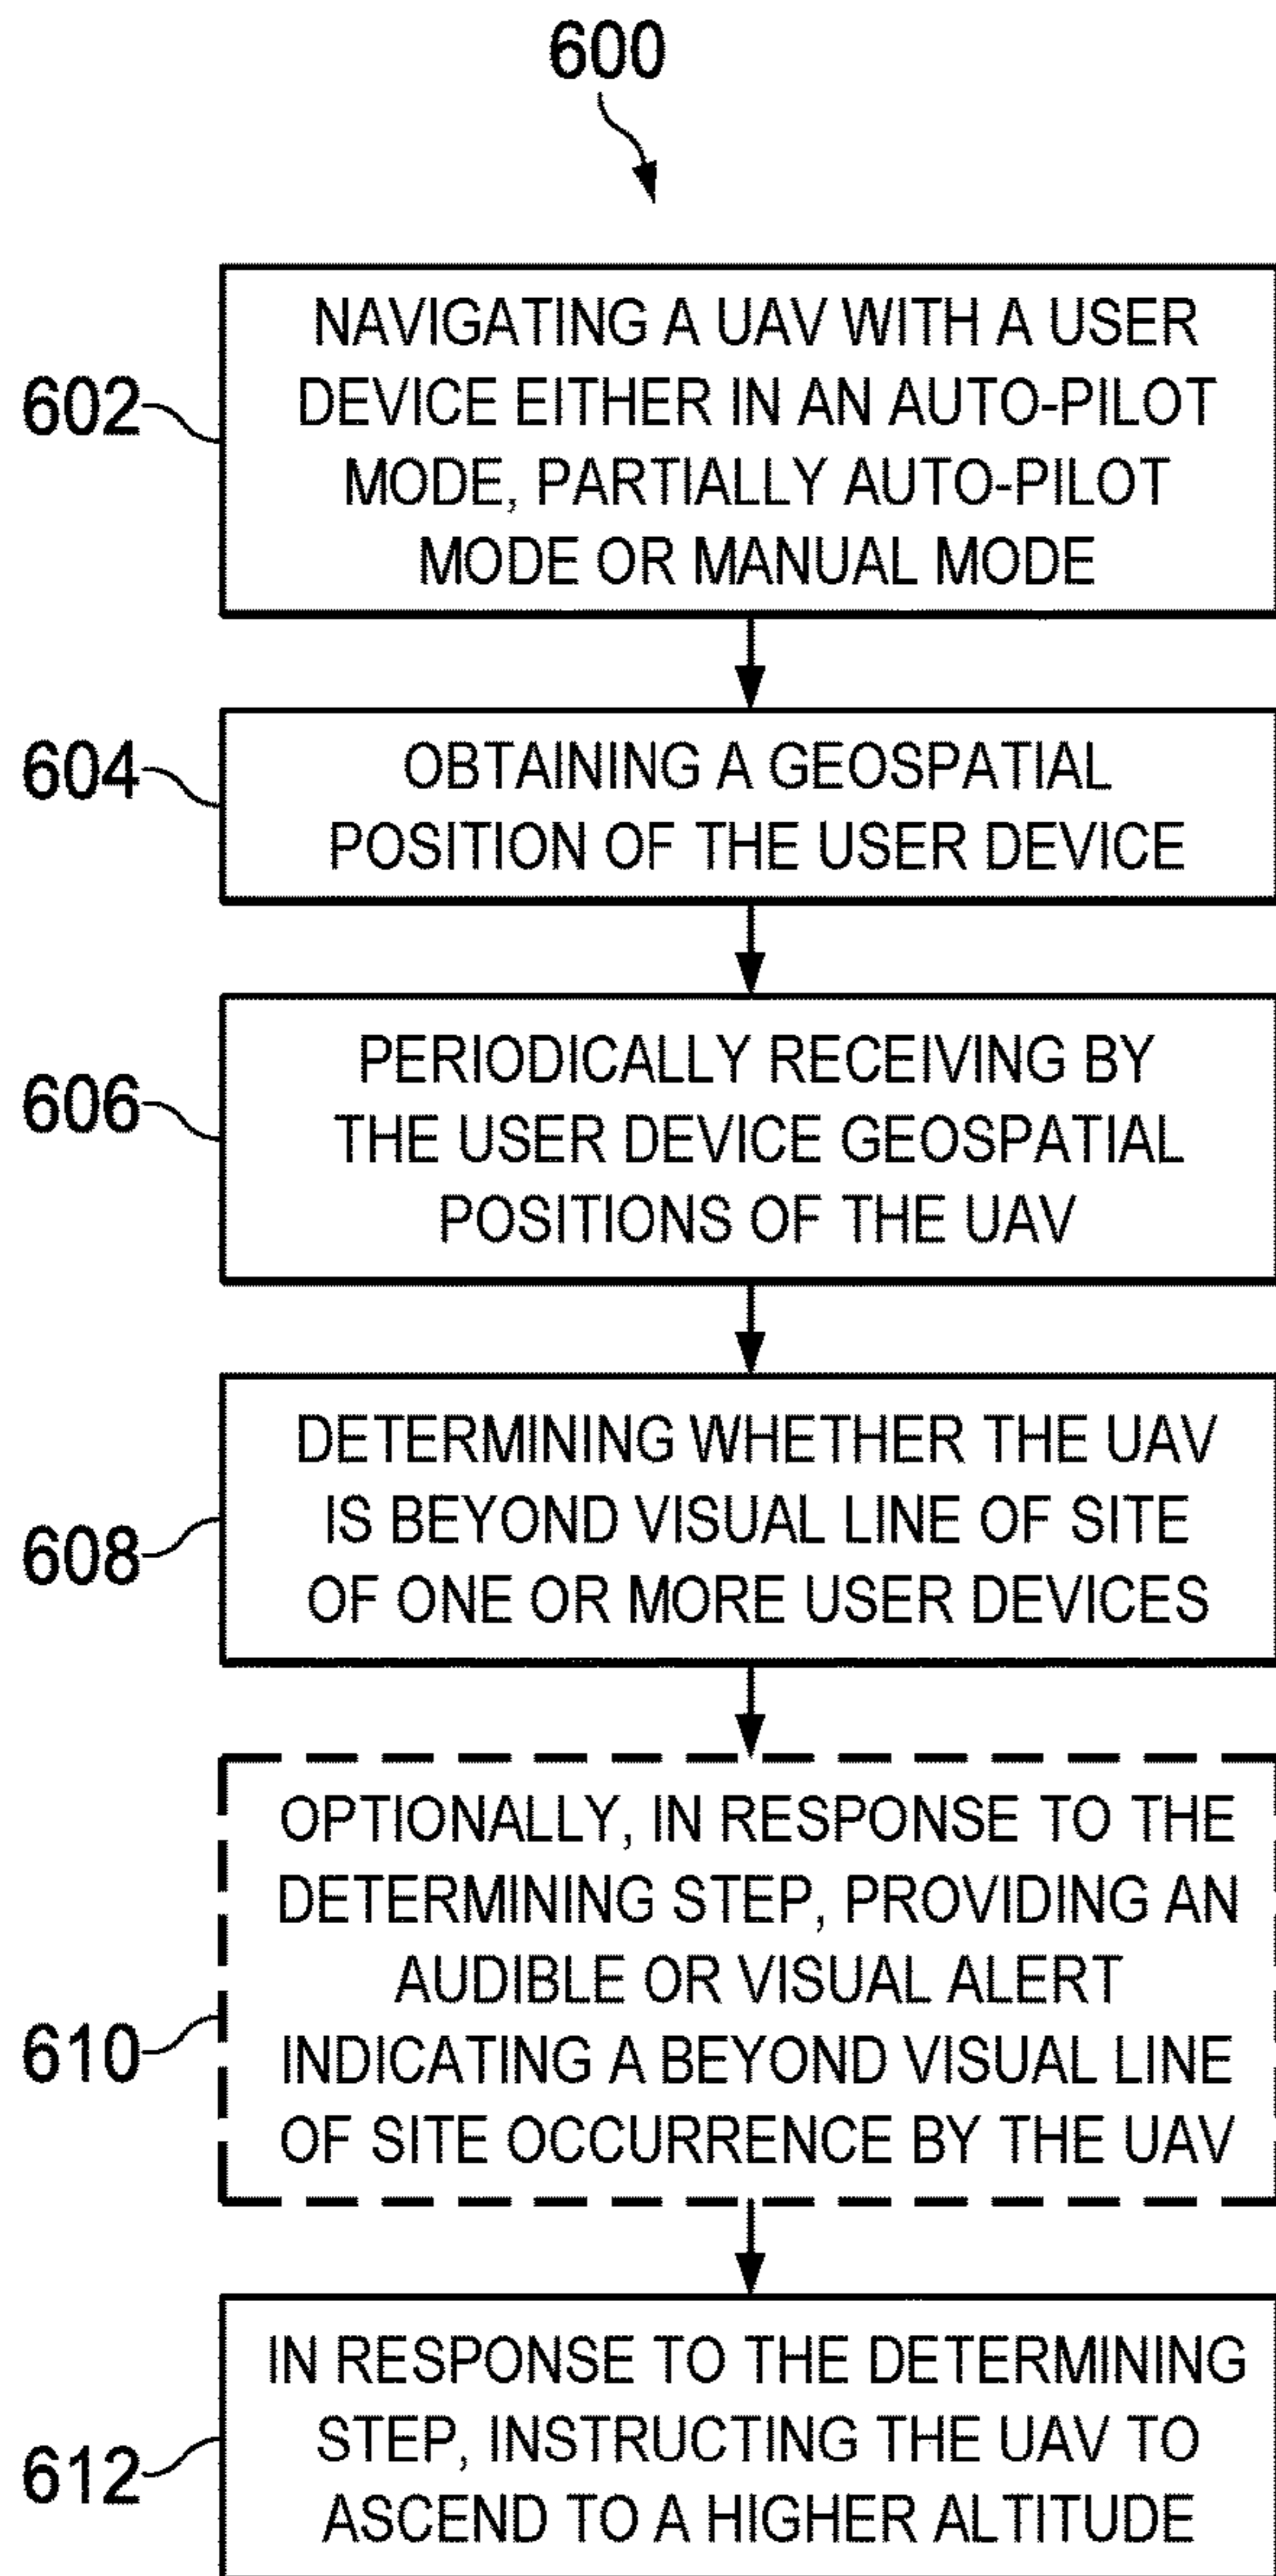 600
602
NAVIGATING A UAV WITH A USER
DEVICE EITHER IN AN AUTO-PILOT
MODE, PARTIALLY AUTO-PILOT
MODE OR MANUAL MODE
604
OBTAINING A GEOSPATIAL
POSITION OF THE USER DEVICE
606
PERIODICALLY RECEIVING BY
THE USER DEVICE GEOSPATIAL
POSITIONS OF THE UAV
608
DETERMINING WHETHER THE UAV
IS BEYOND VISUAL LINE OF SITE
OF ONE OR MORE USER DEVICES
610
OPTIONALLY, IN RESPONSE TO THE
DETERMINING STEP, PROVIDING AN
AUDIBLE OR VISUAL ALERT
INDICATING A BEYOND VISUAL LINE
OF SITE OCCURRENCE BY THE UAV
612
IN RESPONSE TO THE DETERMINING
STEP, INSTRUCTING THE UAV TO
ASCEND TO A HIGHER ALTITUDE